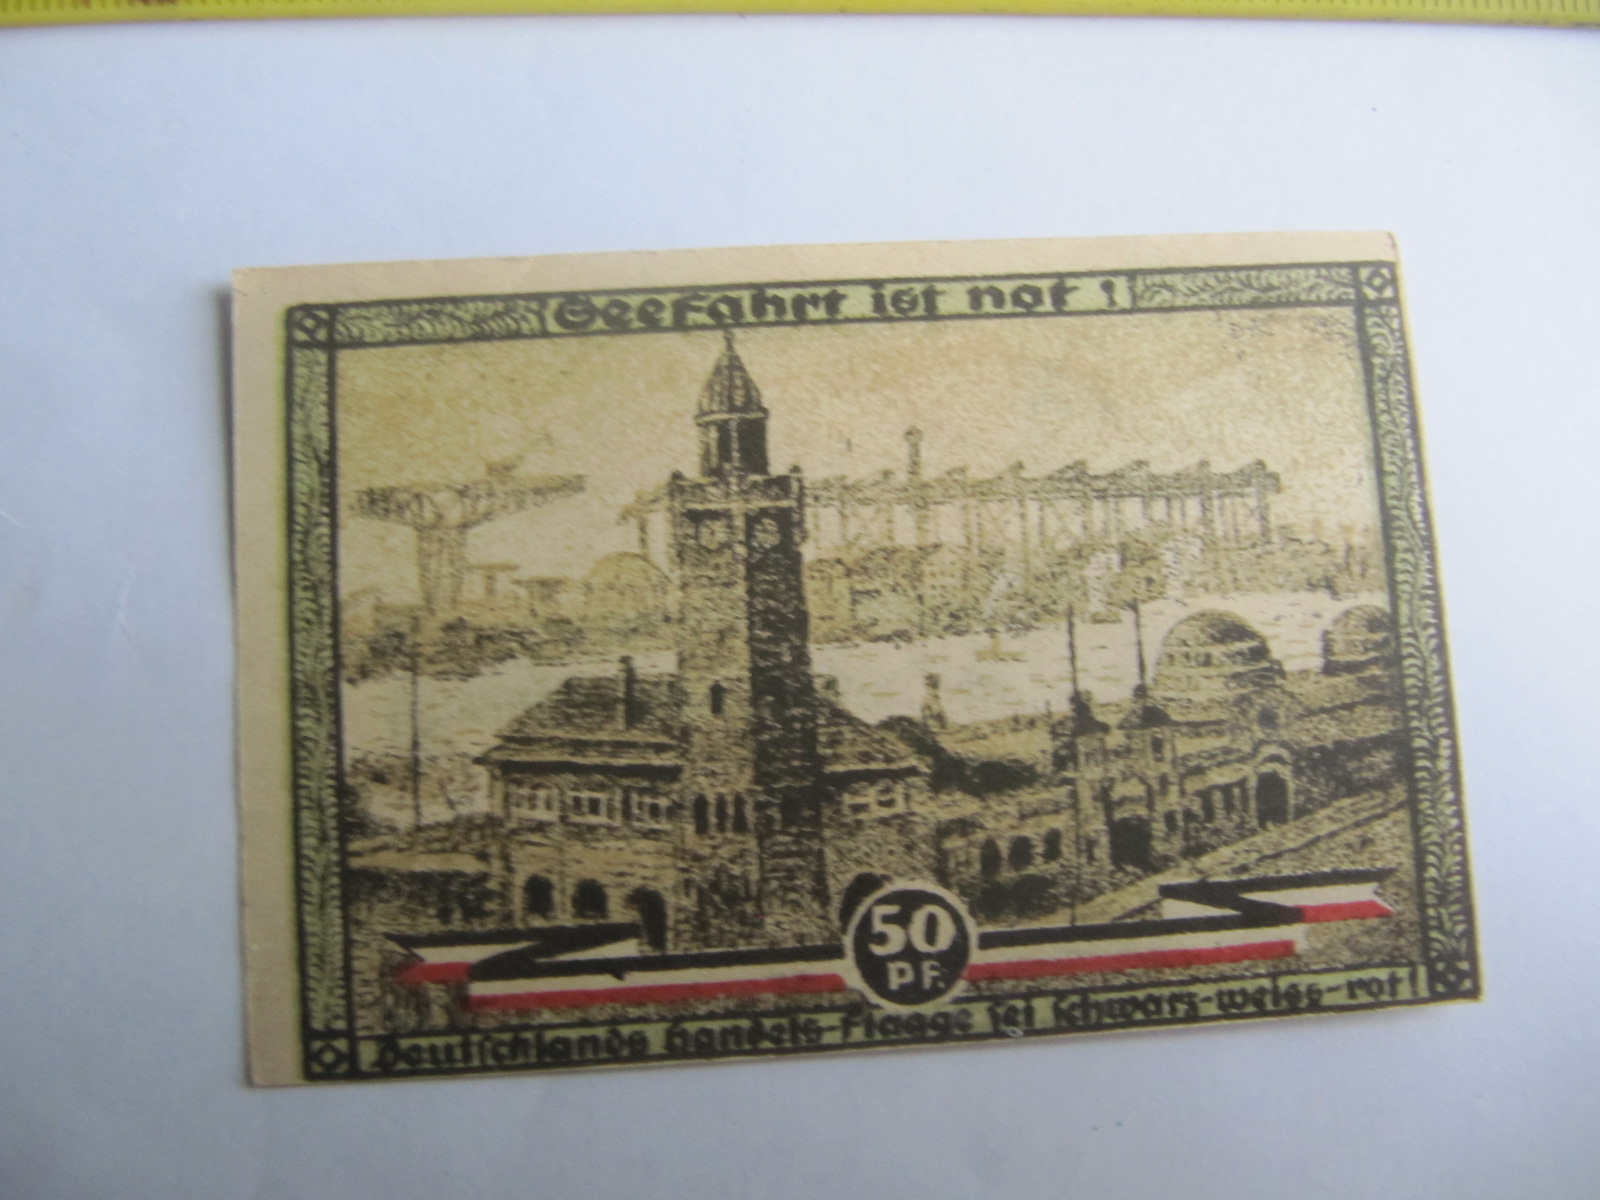 Seefahrt ist not!
50
PF.
Deutschlands Handels-Flagge sei schwarz-weiss-rot!